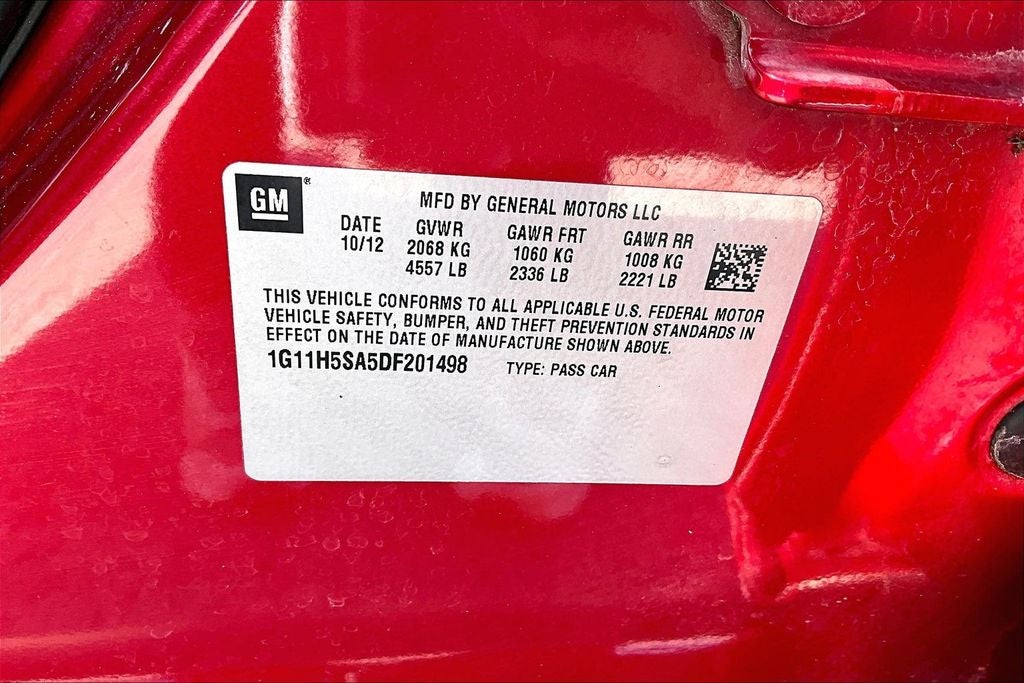 GM ®
MFD BY GENERAL MOTORS LLC
DATE GVWR GAWR FRT GAWR RR
10/12 2068 KG 1060 KG 1008 KG
4557 LB 2336 LB 2221 LB
THIS VEHICLE CONFORMS TO ALL APPLICABLE U.S. FEDERAL MOTOR
VEHICLE SAFETY, BUMPER, AND THEFT PREVENTION STANDARDS IN
EFFECT ON THE DATE OF MANUFACTURE SHOWN ABOVE.
1G11H5SA5DF201498 TYPE: PASS CAR